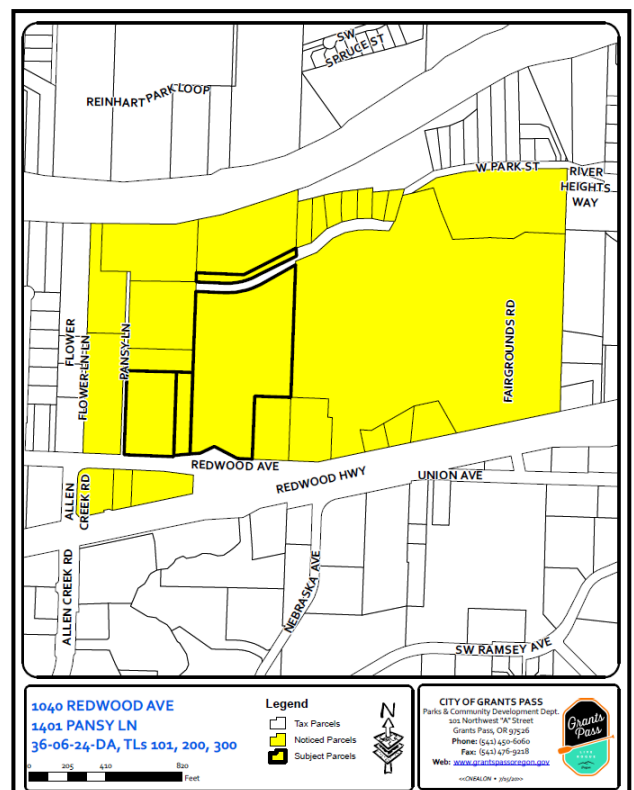 SW
SPRUCE ST
REINHART PARK LOOP
W PARK ST
RIVER
HEIGHTS
WAY
FLOWER
FLOWER-LN-LN
PANSY-LN
FAIRGROUNDS RD
REDWOOD AVE
REDWOOD HWY
UNION AVE
ALLEN
CREEK RD
ALLEN CREEK RD
NEBRASKA AVE
SW RAMSEY AVE
1040 REDWOOD AVE
1401 PANSY LN
36-06-24-DA, TLs 101, 200, 300
0 205 410 820
Feet
Legend
Tax Parcels
Noticed Parcels
Subject Parcels
N
CITY OF GRANTS PASS
Parks & Community Development Dept.
101 Northwest "A" Street
Grants Pass, OR 97526
Phone: (541) 450-6060
Fax: (541) 476-9218
Web: www.grantspassoregon.gov
Grants
Pass